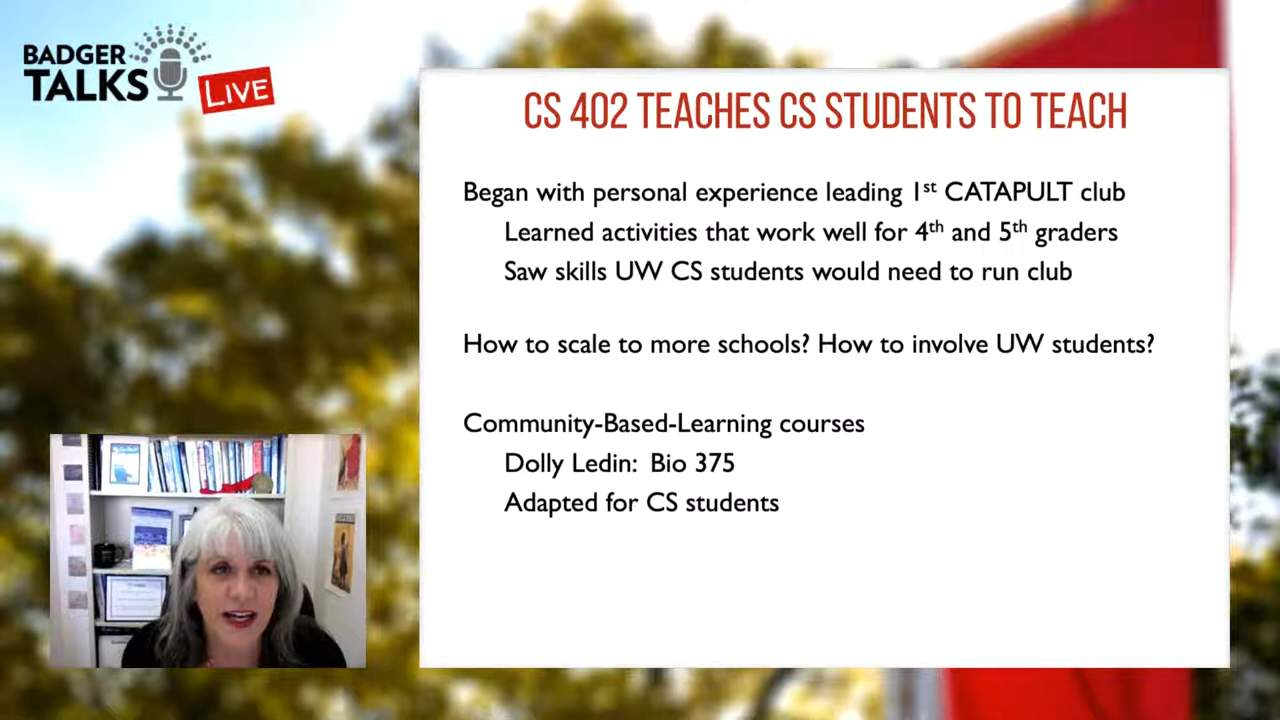 BADGER
TALKS
LIVE
CS 402 TEACHES CS STUDENTS TO TEACH
Began with personal experience leading 1st CATAPULT club
Learned activities that work well for 4th and 5th graders
Saw skills UW CS students would need to run club
How to scale to more schools? How to involve UW students?
Community-Based-Learning courses
Dolly Ledin: Bio 375
Adapted for CS students